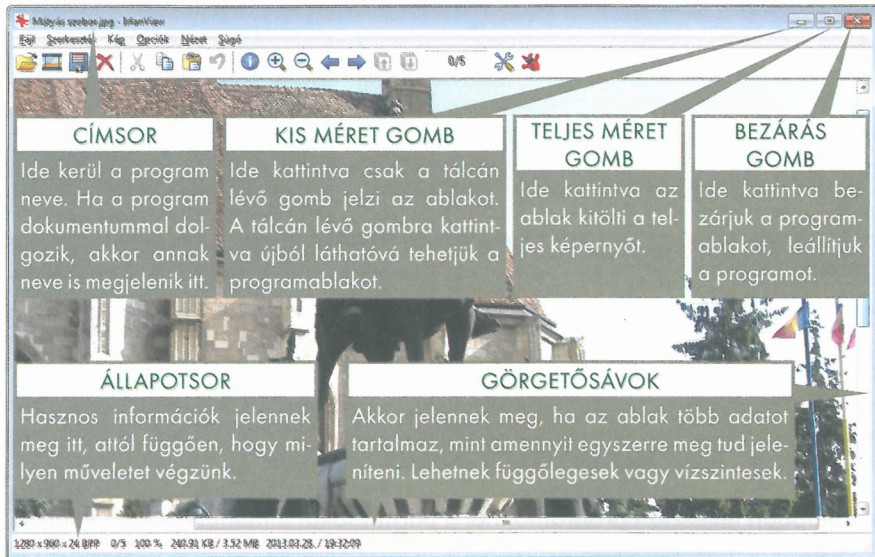 Mátyás szobor.jpg - IrfanView
Fájl Szerkesztés Kép Opciók Nézet Súgó
0/5
CÍMSOR
Ide kerül a program
neve. Ha a program
dokumentummal dol-
gozik, akkor annak
neve is megjelenik itt.
KIS MÉRET GOMB
Ide kattintva csak a tálcán
lévő gomb jelzi az ablakot.
A tálcán lévő gombra kattint-
va újból láthatóvá tehetjük a
programablakot.
TELJES MÉRET
GOMB
Ide kattintva az
ablak kitölti a tel-
jes képernyőt.
BEZÁRÁS
GOMB
Ide kattintva be-
zárjuk a program-
ablakot, leállítjuk
a programot.
ÁLLAPOTSOR
Hasznos információk jelennek
meg itt, attól függően, hogy mi-
lyen műveletet végzünk.
GÖRGETŐSÁVOK
Akkor jelennek meg, ha az ablak több adatot
tartalmaz, mint amennyit egyszerre meg tud jele-
níteni. Lehetnek függőlegesek vagy vízszintesek.
1280 x 960 x 24 BPP 0/5 100 % 240.91 KB / 3.52 MB 2013.03.28. / 19:32:09